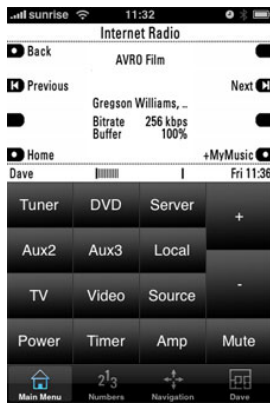 sunrise 11:32
Internet Radio
Back
AVRO Film
Previous Next
Gregson Williams, ..
Bitrate 256 kbps
Buffer 100%
Home +MyMusic
Dave Fri 11:36
Tuner DVD Server +
Aux2 Aux3 Local
TV Video Source -
Power Timer Amp Mute
Main Menu Numbers Navigation Dave